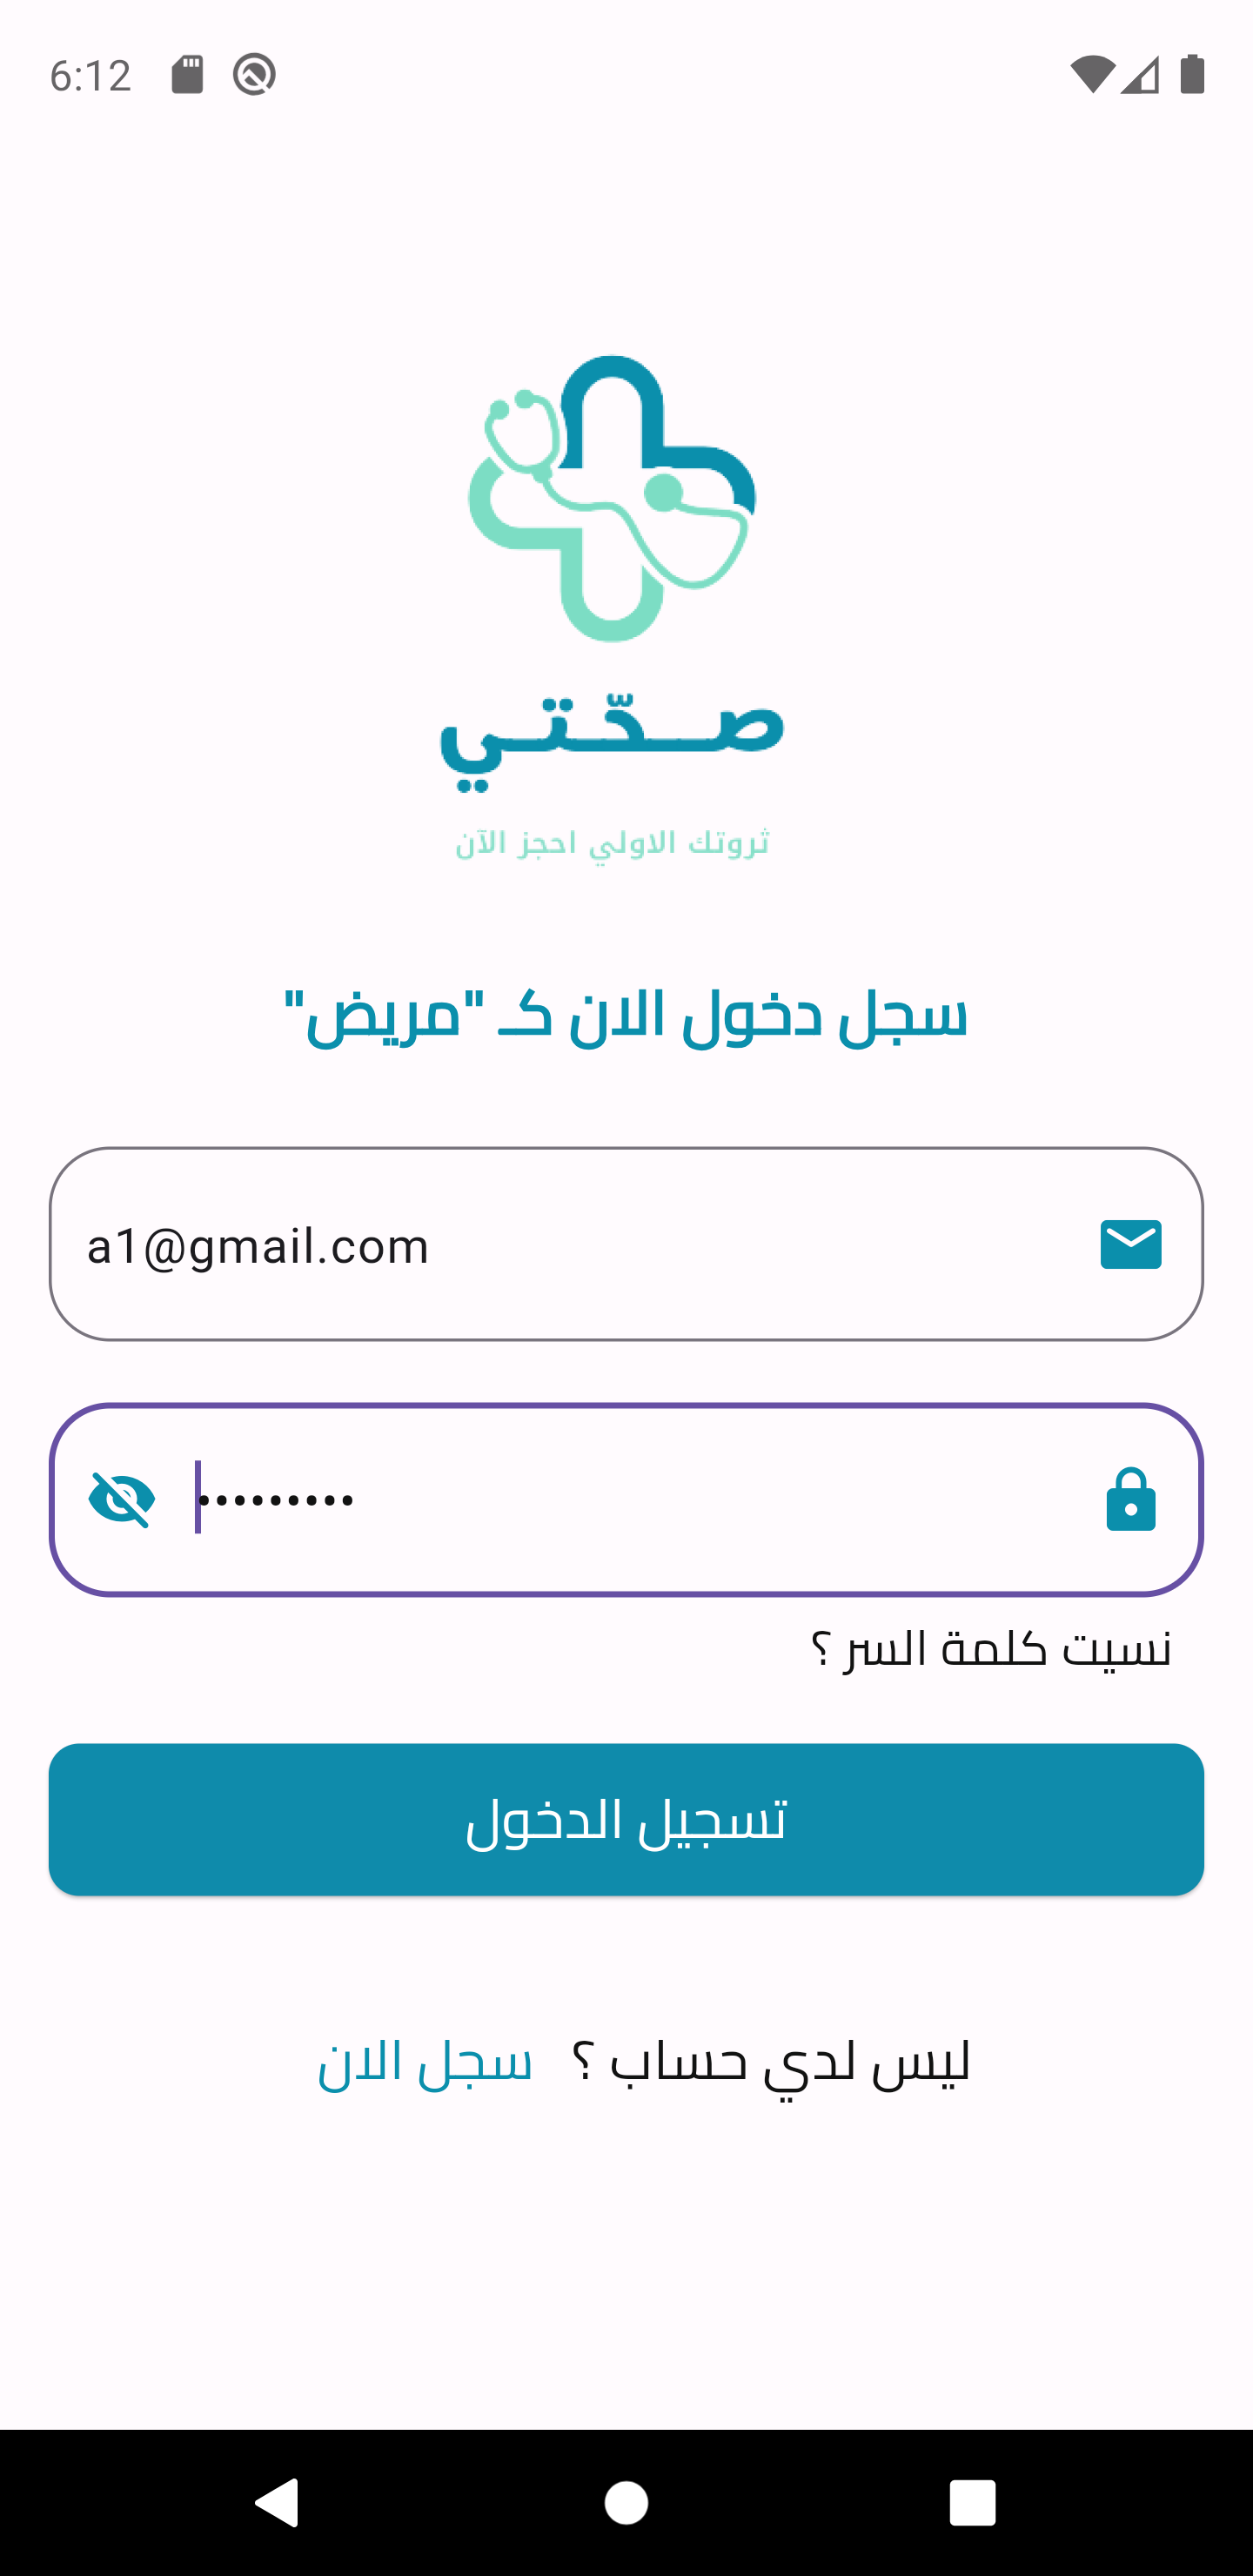 6:12
صحّتي
ثروتك الاولي احجز الآن
سجل دخول الان كـ "مريض"
a1@gmail.com
•••••••••
نسيت كلمة السر ؟
تسجيل الدخول
ليس لدي حساب ؟ سجل الان